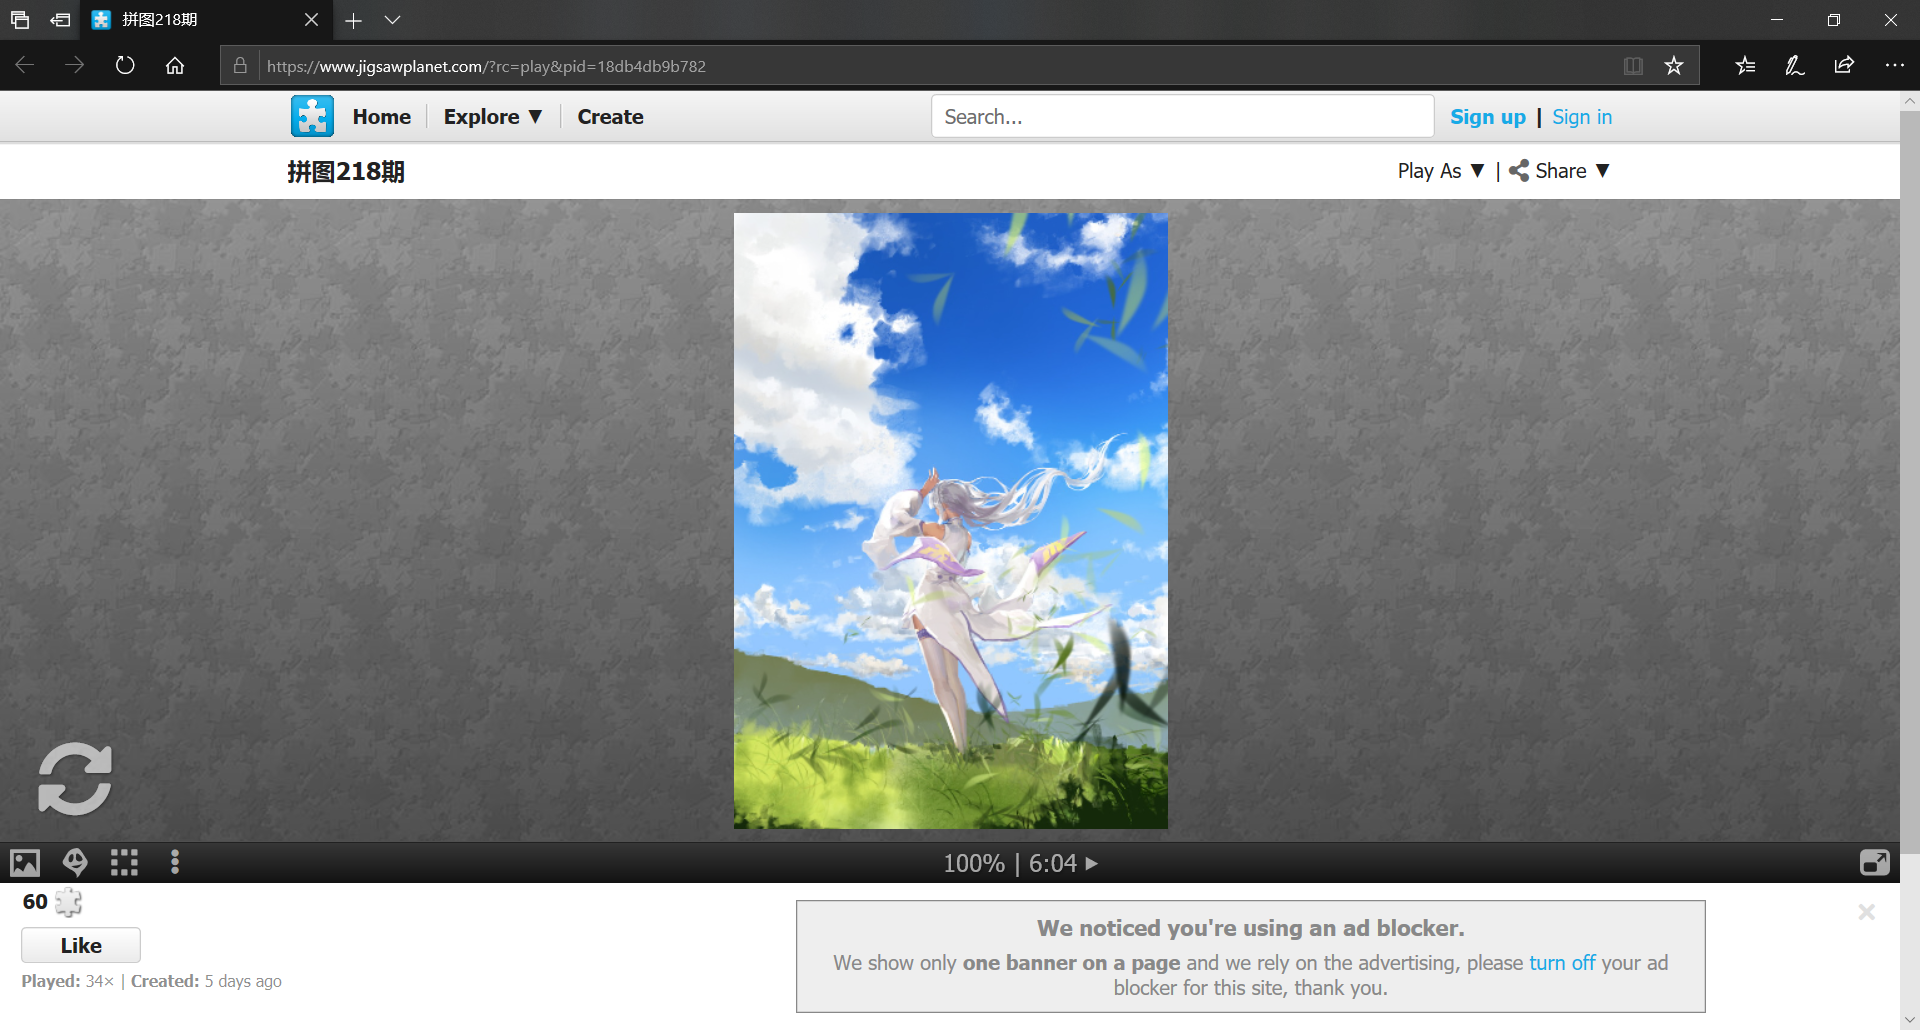 拼图218期
https://www.jigsawplanet.com/?rc=play&pid=18db4db9b782
Home Explore ▼ Create Search... Sign up | Sign in
拼图218期 Play As ▼ | Share ▼
100% | 6:04
60
Like
Played: 34× | Created: 5 days ago
We noticed you're using an ad blocker.
We show only one banner on a page and we rely on the advertising, please turn off your ad
blocker for this site, thank you.